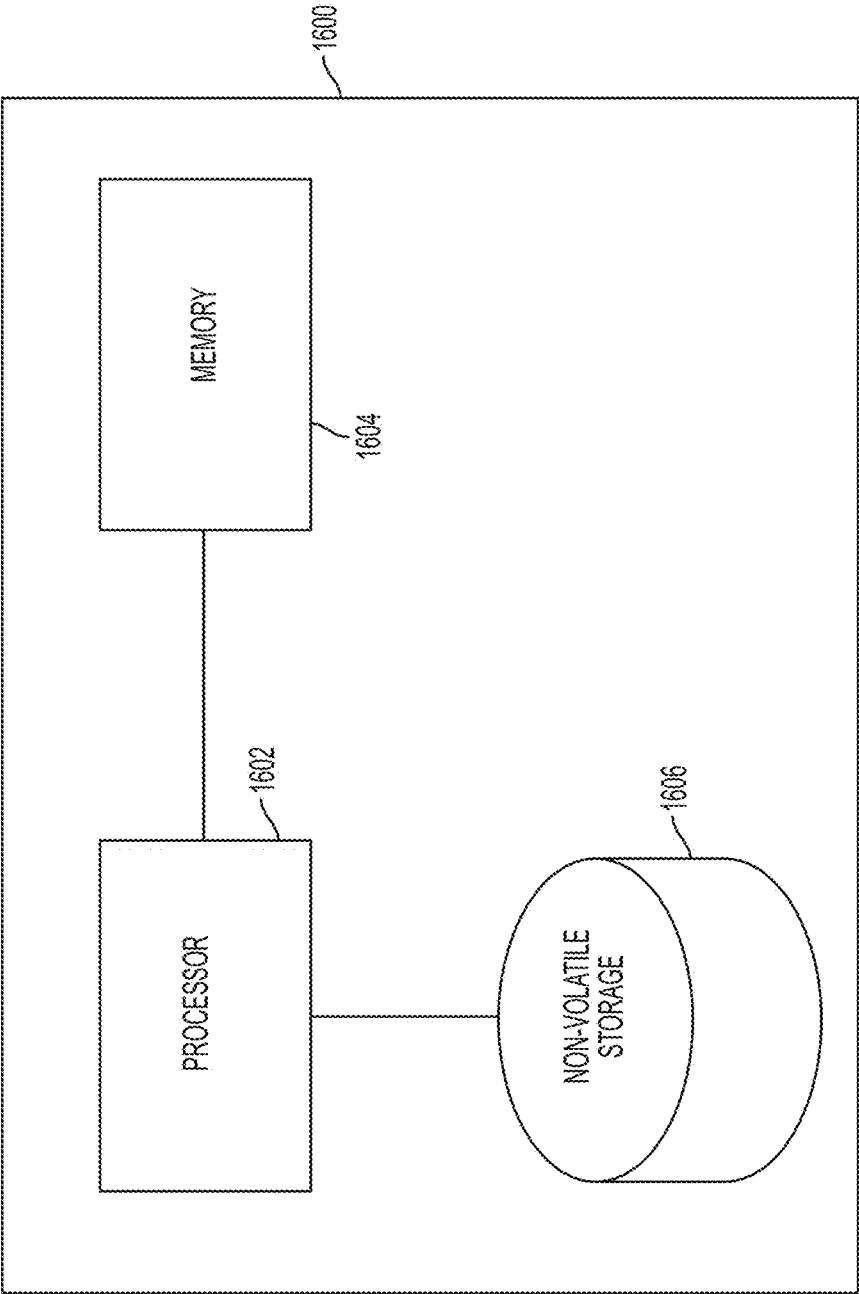 1600
PROCESSOR
1602
MEMORY
1604
NON-VOLATILE
STORAGE
1606